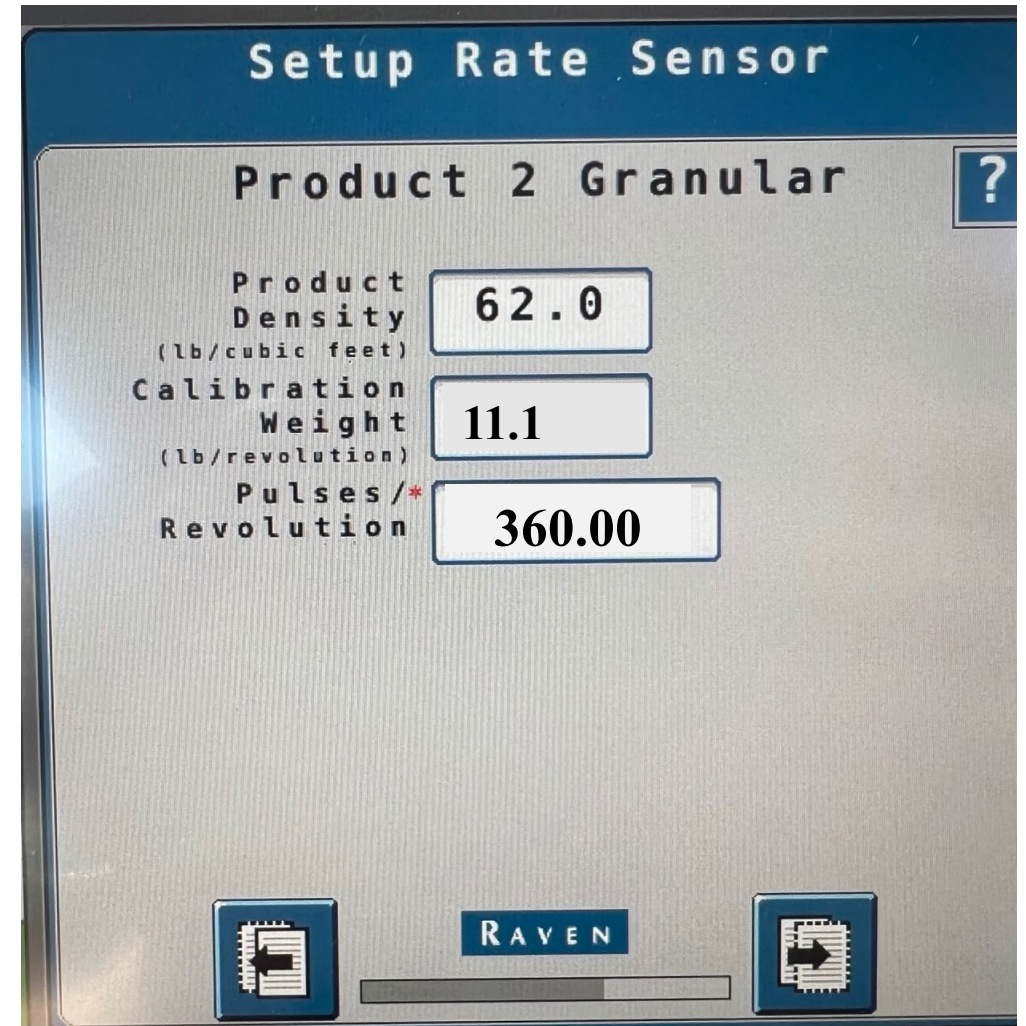 Setup Rate Sensor
Product 2 Granular
?
Product
Density
(lb/cubic feet)
62.0
Calibration
Weight
(lb/revolution)
11.1
Pulses/*
Revolution
360.00
RAVEN